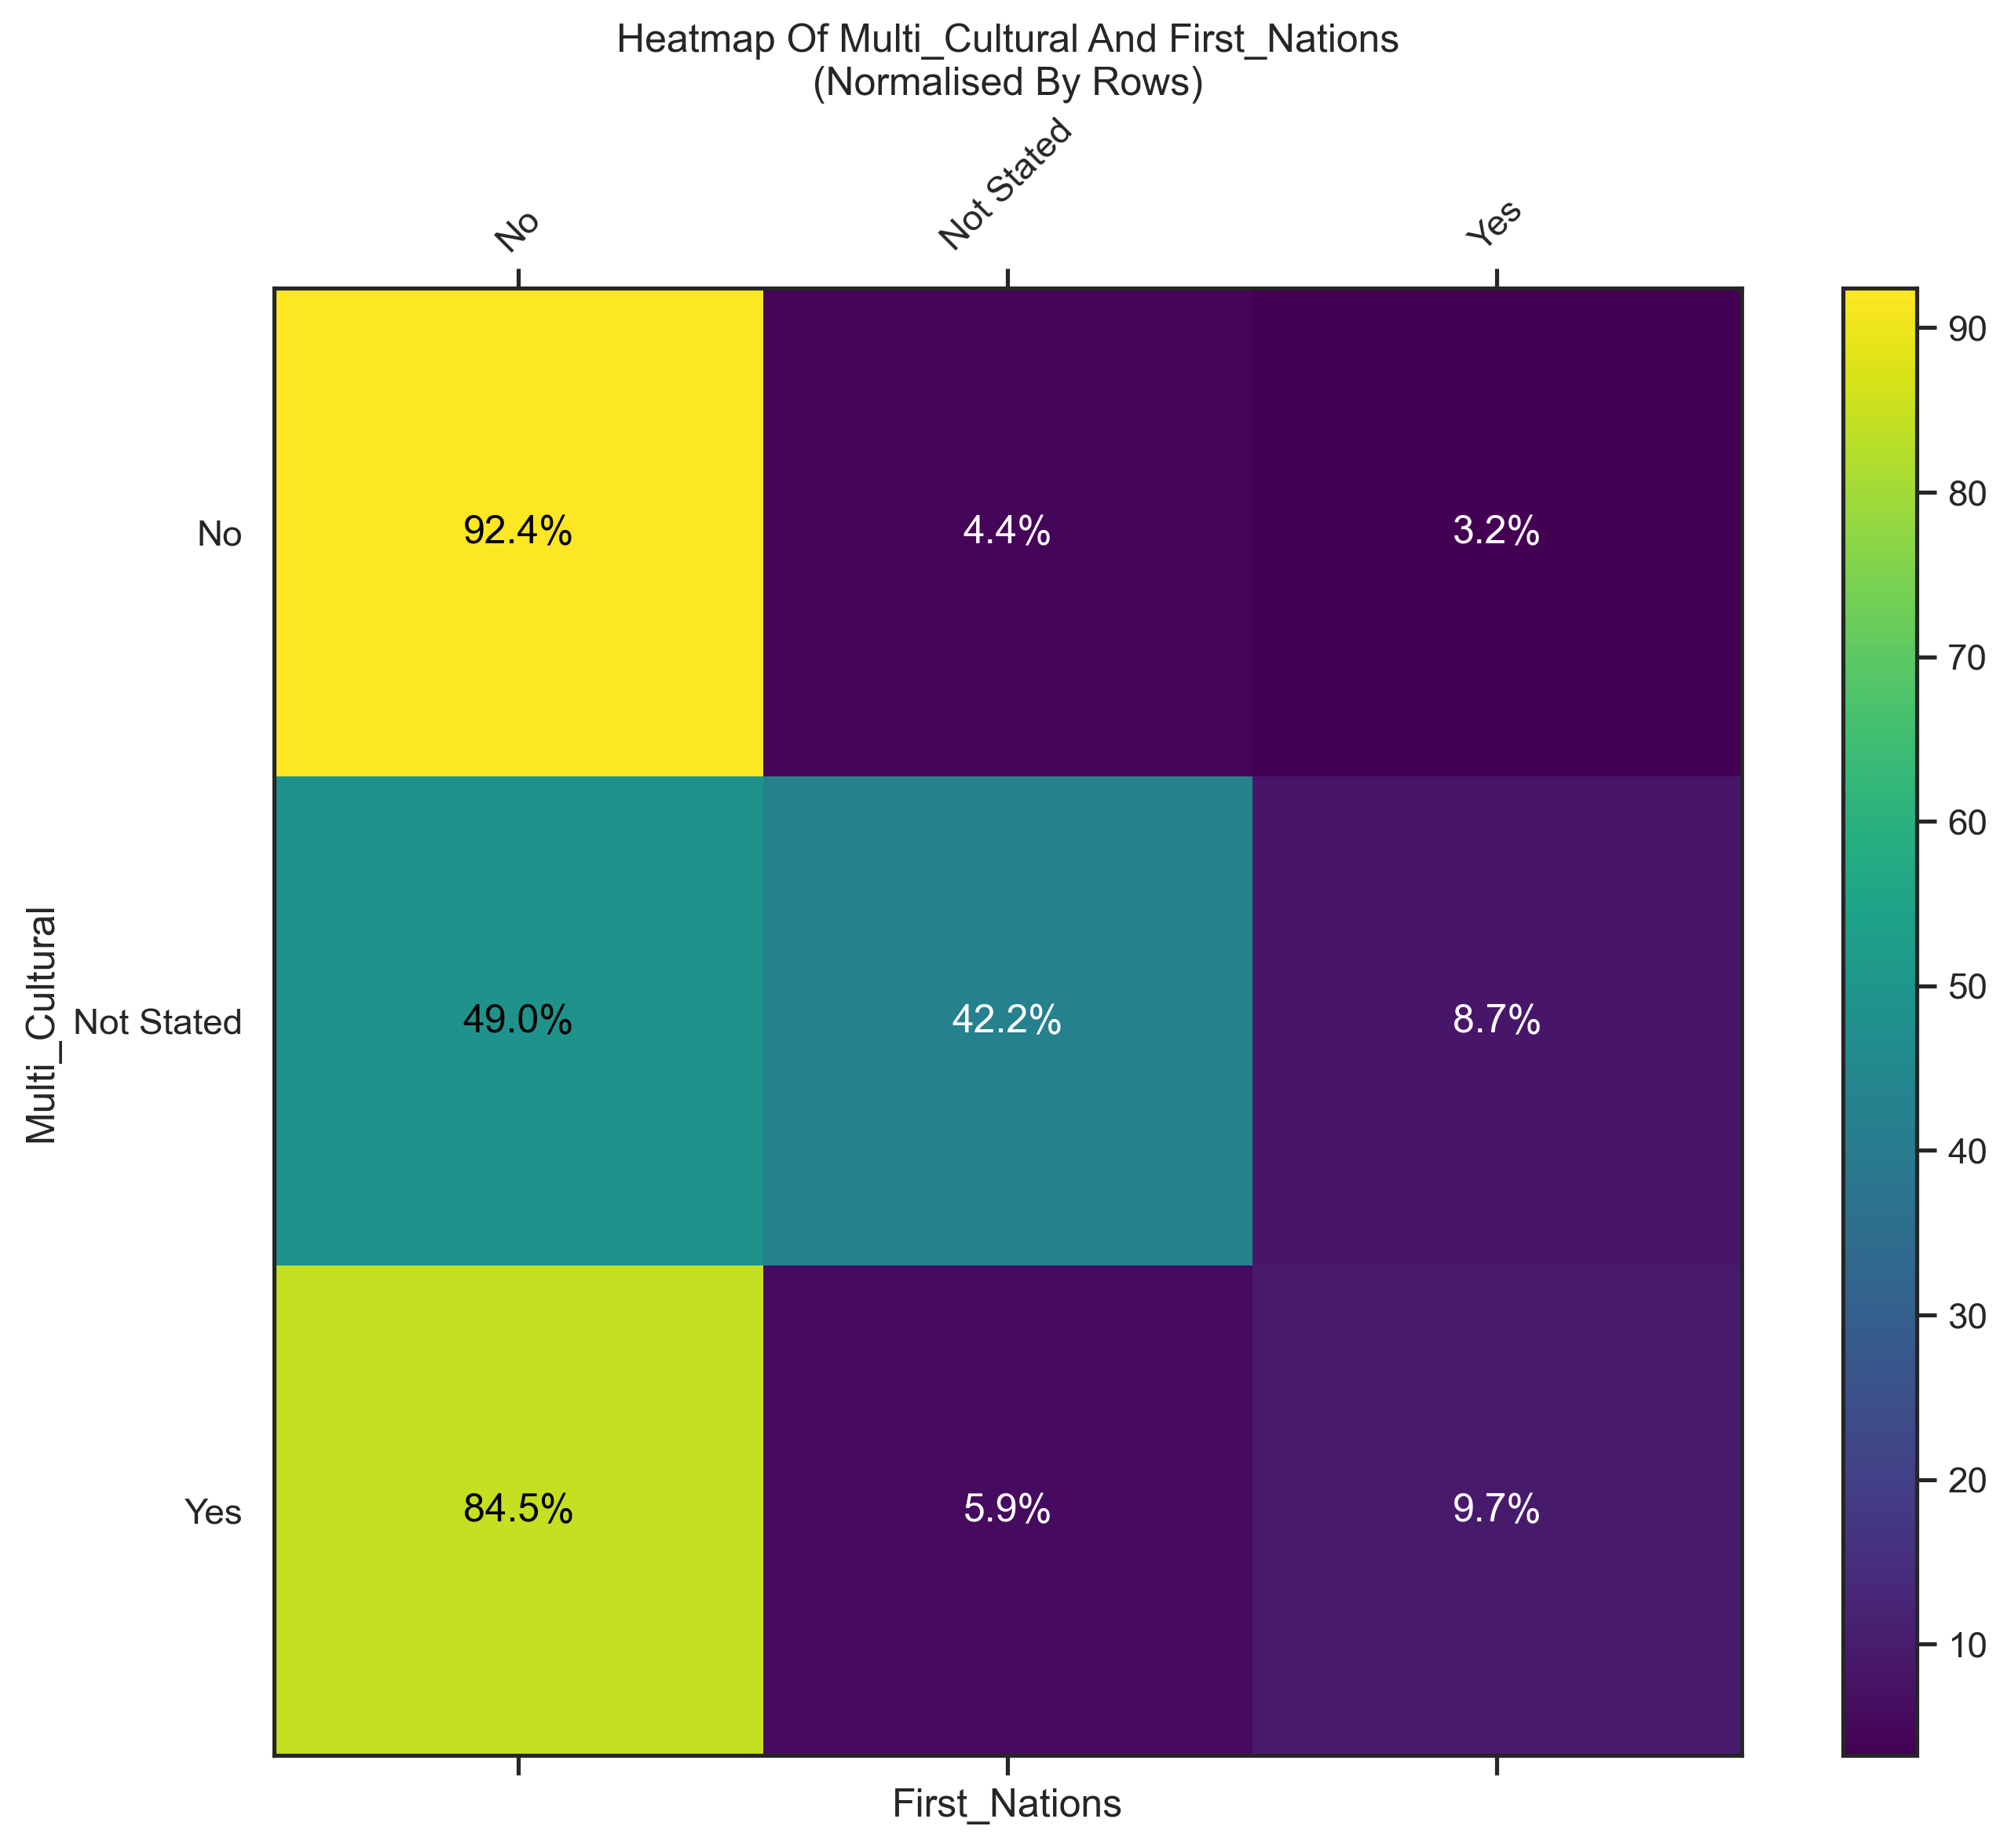 Heatmap Of Multi_Cultural And First_Nations
(Normalised By Rows)
No
Not Stated
Yes
90
80
70
60
50
40
30
20
10
No
92.4%
4.4%
3.2%
Multi_Cultural
Not Stated
49.0%
42.2%
8.7%
Yes
84.5%
5.9%
9.7%
First_Nations